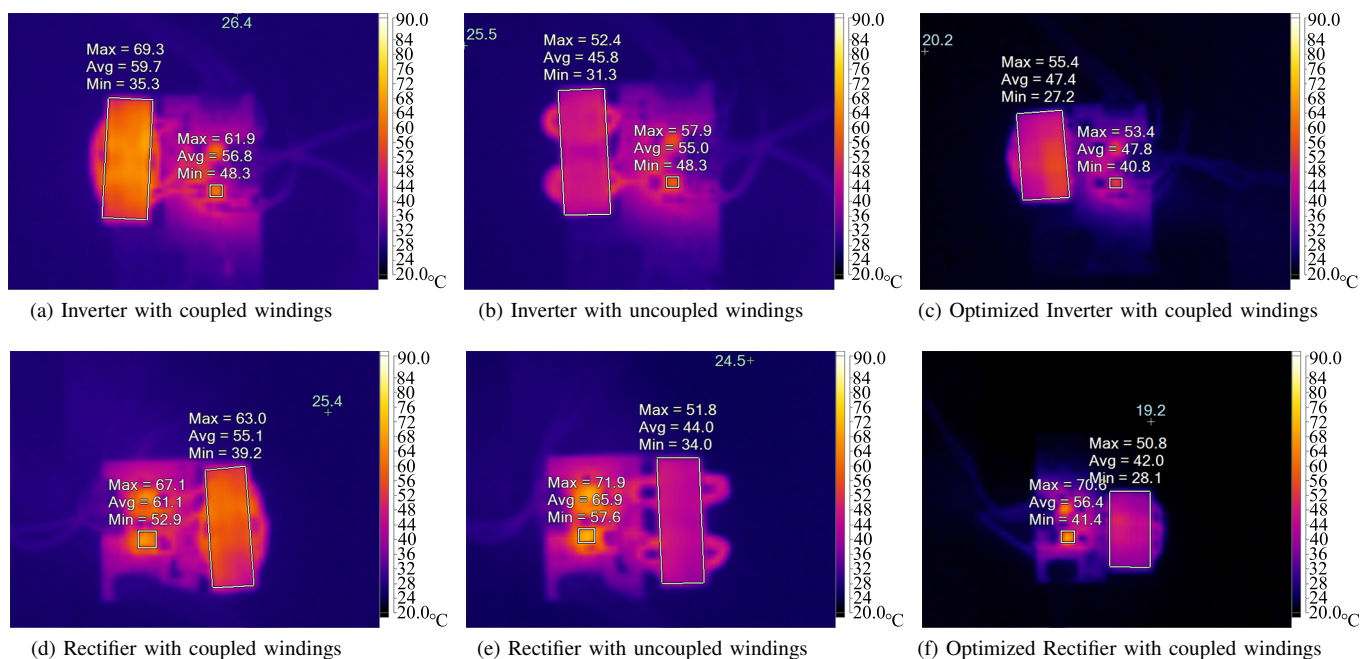 26.4
Max = 69.3
Avg = 59.7
Min = 35.3
Max = 61.9
Avg = 56.8
Min = 48.3
90.0
84
80
76
72
68
64
60
56
52
48
44
40
36
32
28
24
20.0°C
(a) Inverter with coupled windings
25.5
Max = 52.4
Avg = 45.8
Min = 31.3
Max = 57.9
Avg = 55.0
Min = 48.3
90.0
84
80
76
72
68
64
60
56
52
48
44
40
36
32
28
24
20.0°C
(b) Inverter with uncoupled windings
20.2
Max = 55.4
Avg = 47.4
Min = 27.2
Max = 53.4
Avg = 47.8
Min = 40.8
90.0
84
80
76
72
68
64
60
56
52
48
44
40
36
32
28
24
20.0°C
(c) Optimized Inverter with coupled windings
25.4
Max = 63.0
Avg = 55.1
Min = 39.2
Max = 67.1
Avg = 61.1
Min = 52.9
90.0
84
80
76
72
68
64
60
56
52
48
44
40
36
32
28
24
20.0°C
(d) Rectifier with coupled windings
24.5
Max = 51.8
Avg = 44.0
Min = 34.0
Max = 71.9
Avg = 65.9
Min = 57.6
90.0
84
80
76
72
68
64
60
56
52
48
44
40
36
32
28
24
20.0°C
(e) Rectifier with uncoupled windings
19.2
Max = 50.8
Avg = 42.0
Min = 28.1
Max =
Avg = 56.4
Min = 41.4
90.0
84
80
76
72
68
64
60
56
52
48
44
40
36
32
28
24
20.0°C
(f) Optimized Rectifier with coupled windings